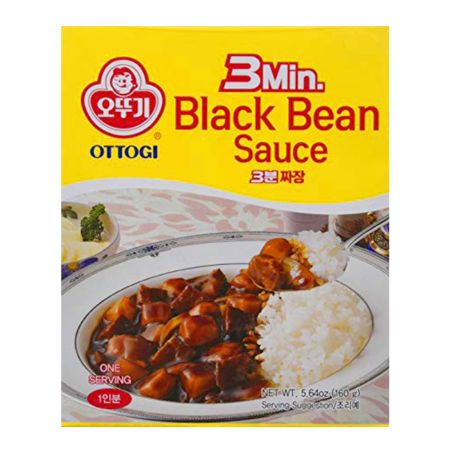 오뚜기
®
OTTOGI
3Min.
Black Bean
Sauce
3분 짜장
ONE
SERVING
1인분
NET WT. 5.64oz (160 g)
Serving Suggestion/조리예